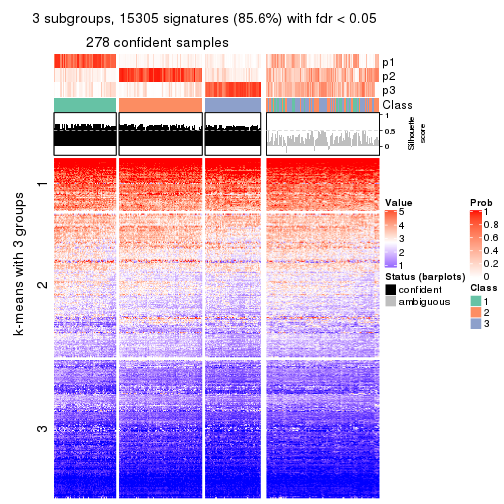 3 subgroups, 15305 signatures (85.6%) with fdr < 0.05
278 confident samples
p1
p2
p3
Class
1
0.5
0
Silhouette
score
k-means with 3 groups
1
2
3
Value
5
4
3
2
1
Status (barplots)
confident
ambiguous
Prob
1
0.8
0.6
0.4
0.2
0
Class
1
2
3